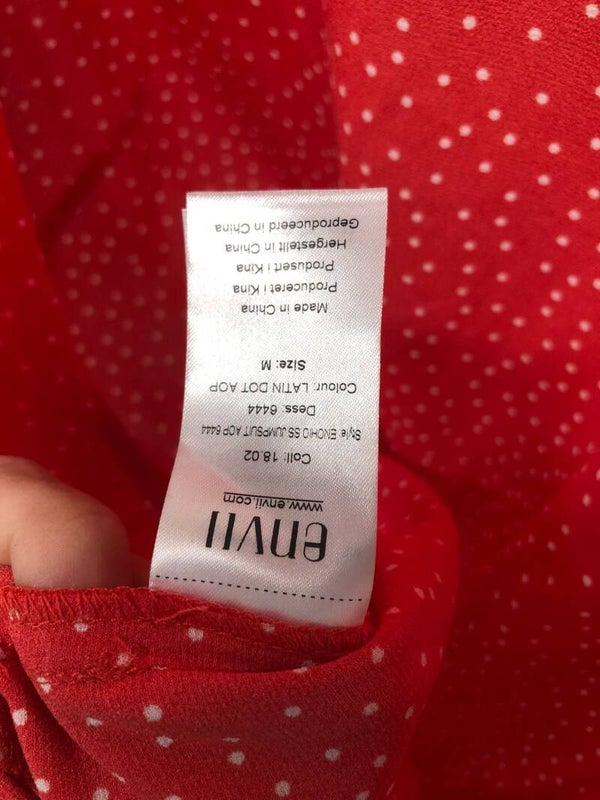 envii
www.envii.com
Coll: 18.02
Style: ENOHIO SS JUMPSUIT AOP 6444
Dess: 6444
Colour: LATIN DOT AOP
Size: M
Made in China
Produceret i Kina
Produsert i Kina
Hergestellt in China
Geproduceerd in China